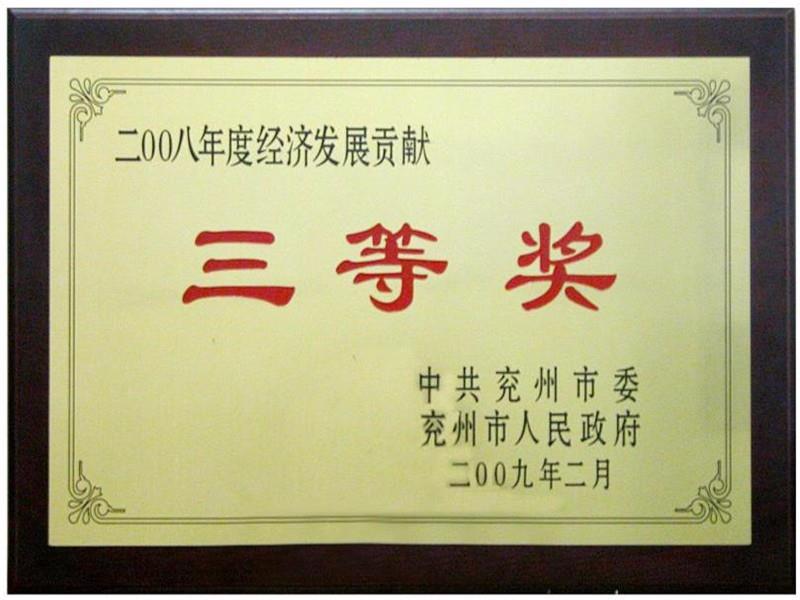 二00八年度经济发展贡献
三等奖
中共兖州市委
兖州市人民政府
二00九年二月